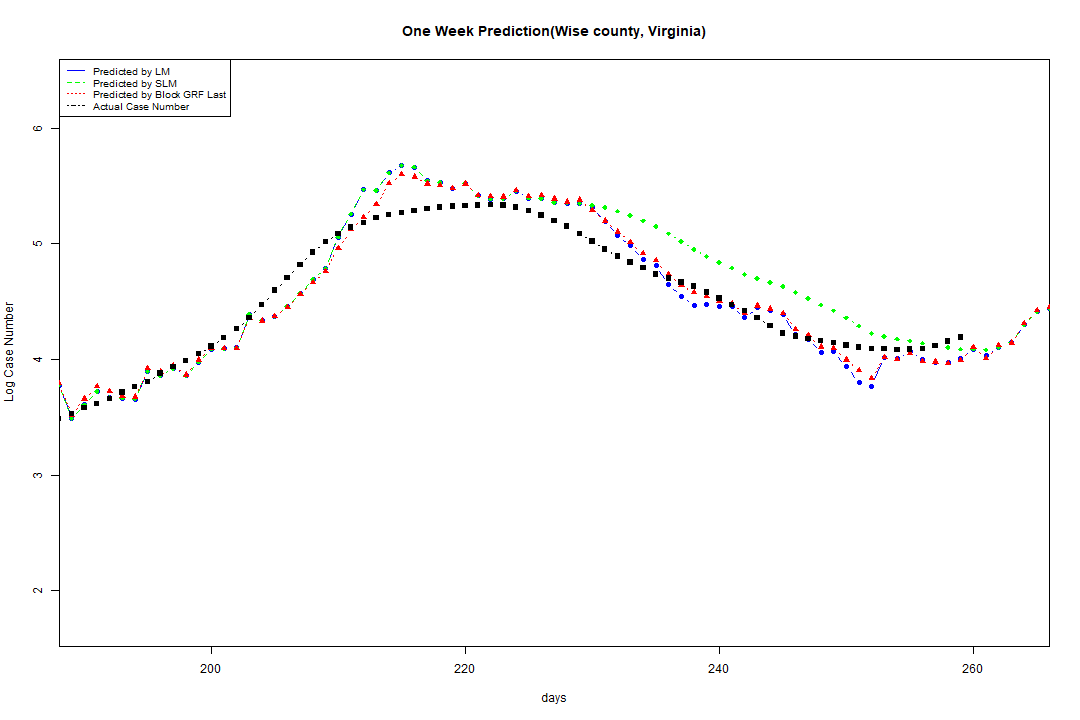 One Week Prediction(Wise county, Virginia)
Predicted by LM
Predicted by SLM
Predicted by Block GRF Last
Actual Case Number
6
5
4
3
2
Log Case Number
200 220 240 260
days